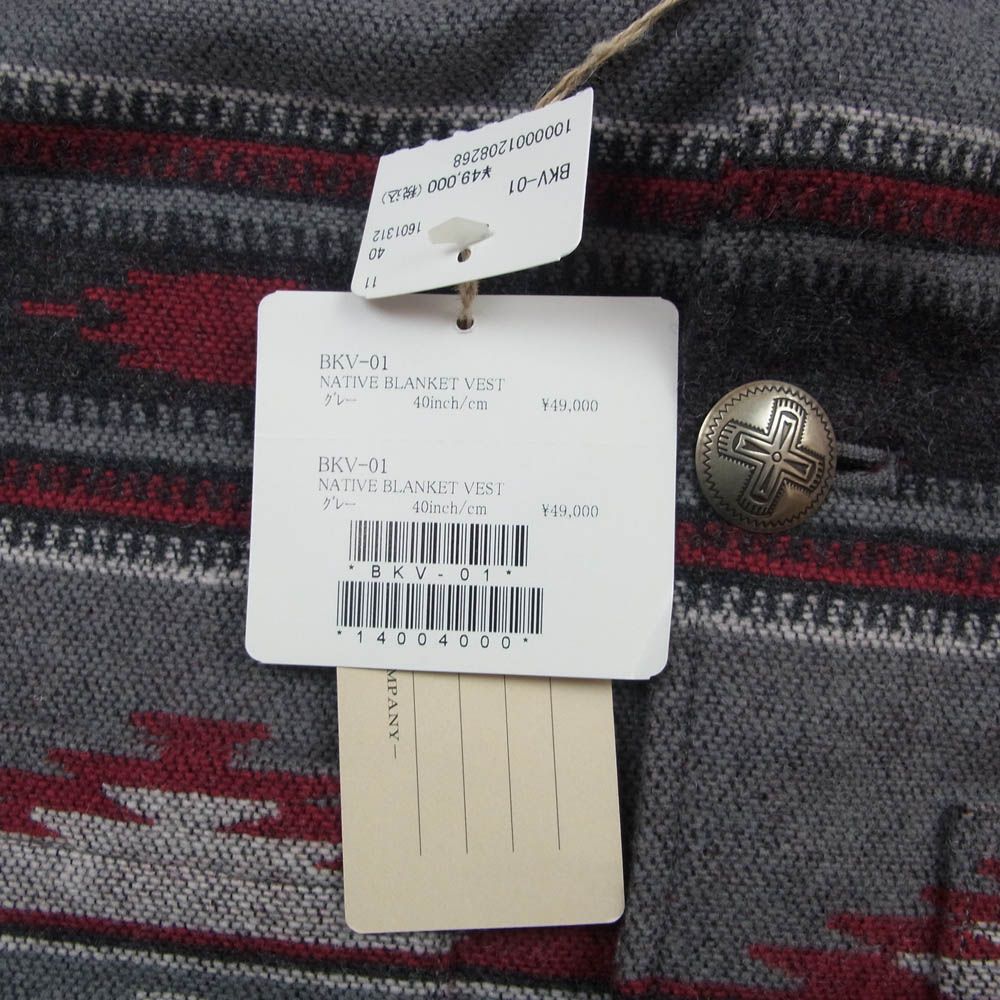 BKV-01
1000001208268
¥49,000 (税込)
1601312
40
11
BKV-01
NATIVE BLANKET VEST
グレー 40inch/cm ¥49,000
BKV-01
NATIVE BLANKET VEST
グレー 40inch/cm ¥49,000
*BKV-01*
*14004000*
MPANY–